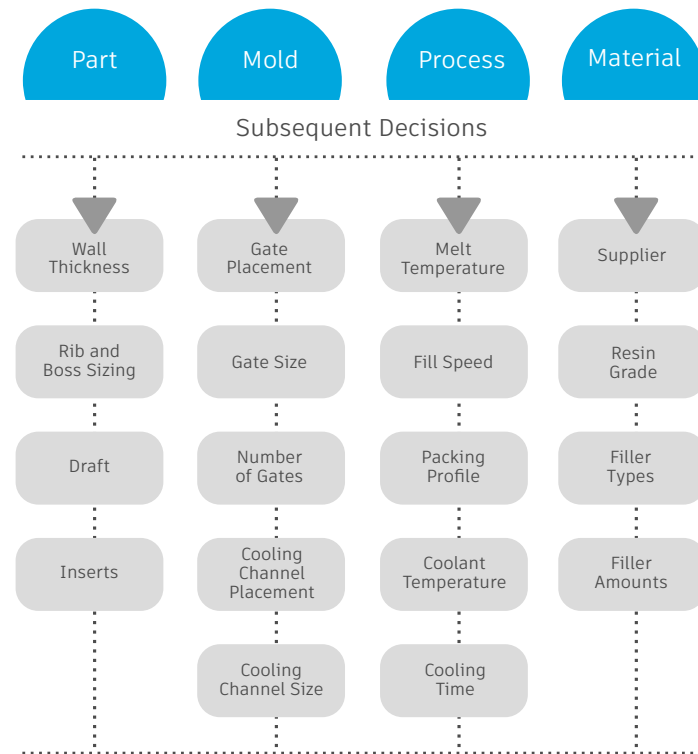 Part
Mold
Process
Material
Subsequent Decisions
Wall
Thickness
Rib and
Boss Sizing
Draft
Inserts
Gate
Placement
Gate Size
Number
of Gates
Cooling
Channel
Placement
Cooling
Channel Size
Melt
Temperature
Fill Speed
Packing
Profile
Coolant
Temperature
Cooling
Time
Supplier
Resin
Grade
Filler
Types
Filler
Amounts